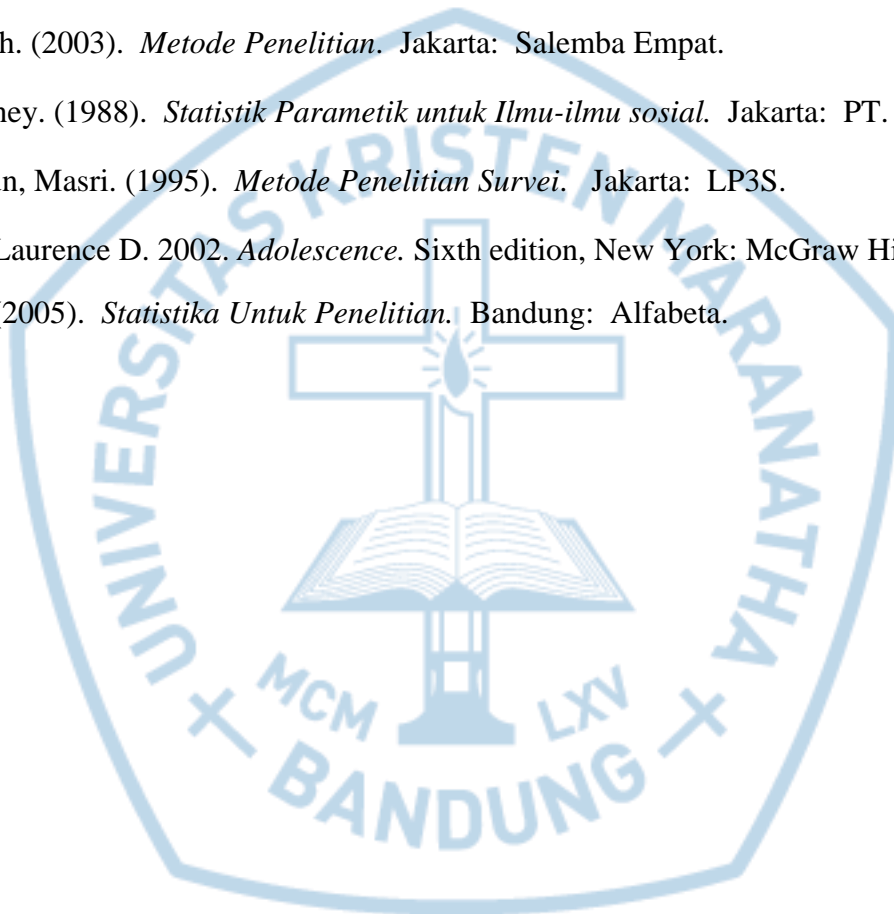 h. (2003). Metode Penelitian. Jakarta: Salemba Empat.
ney. (1988). Statistik Parametik untuk Ilmu-ilmu sosial. Jakarta: PT.
un, Masri. (1995). Metode Penelitian Survei. Jakarta: LP3S.
Laurence D. 2002. Adolescence. Sixth edition, New York: McGraw Hi
(2005). Statistika Untuk Penelitian. Bandung: Alfabeta.
UNIVERSITAS KRISTEN MARANATHA
MCM LXV
BANDUNG